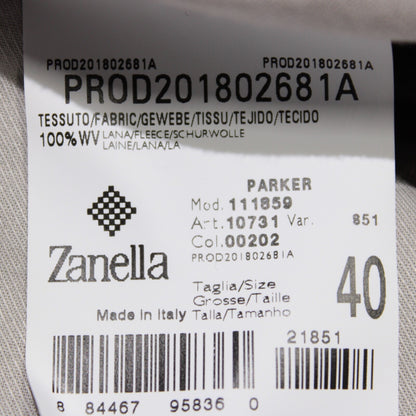 PROD201802681A PROD201802681A
PROD201802681A
TESSUTO/FABRIC/GEWEBE/TISSU/TEJIDO/TECIDO
100%WV LANA/FLEECE/SCHURWOLLE
LAINE/LANA/LA
PARKER
Mod. 111859
Art. 10731 Var. 851
Col. 00202
PROD201802681A
Zanella
Taglia/Size
Grosse/Taille
Talla/Tamanho
40
Made in Italy
21851
8 84467 95836 0